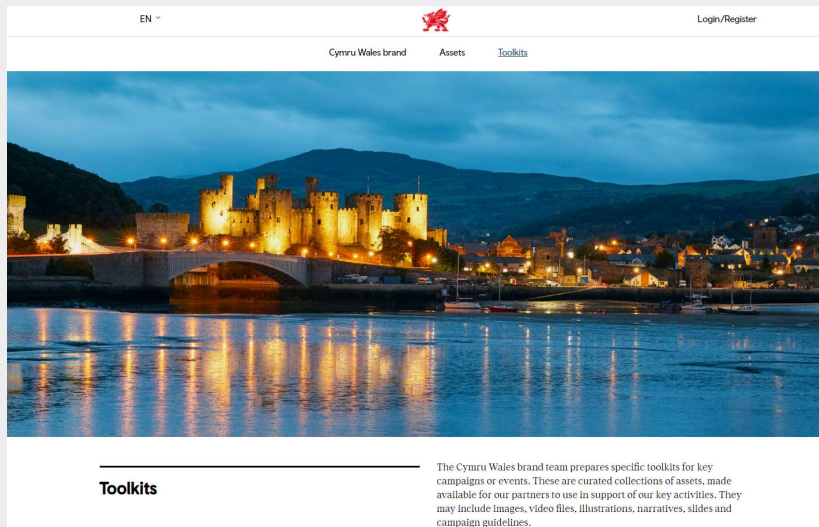 EN
Login/Register
Cymru Wales brand Assets Toolkits
Toolkits
The Cymru Wales brand team prepares specific toolkits for key
campaigns or events. These are curated collections of assets, made
available for our partners to use in support of our key activities. They
may include images, video files, illustrations, narratives, slides and
campaign guidelines.